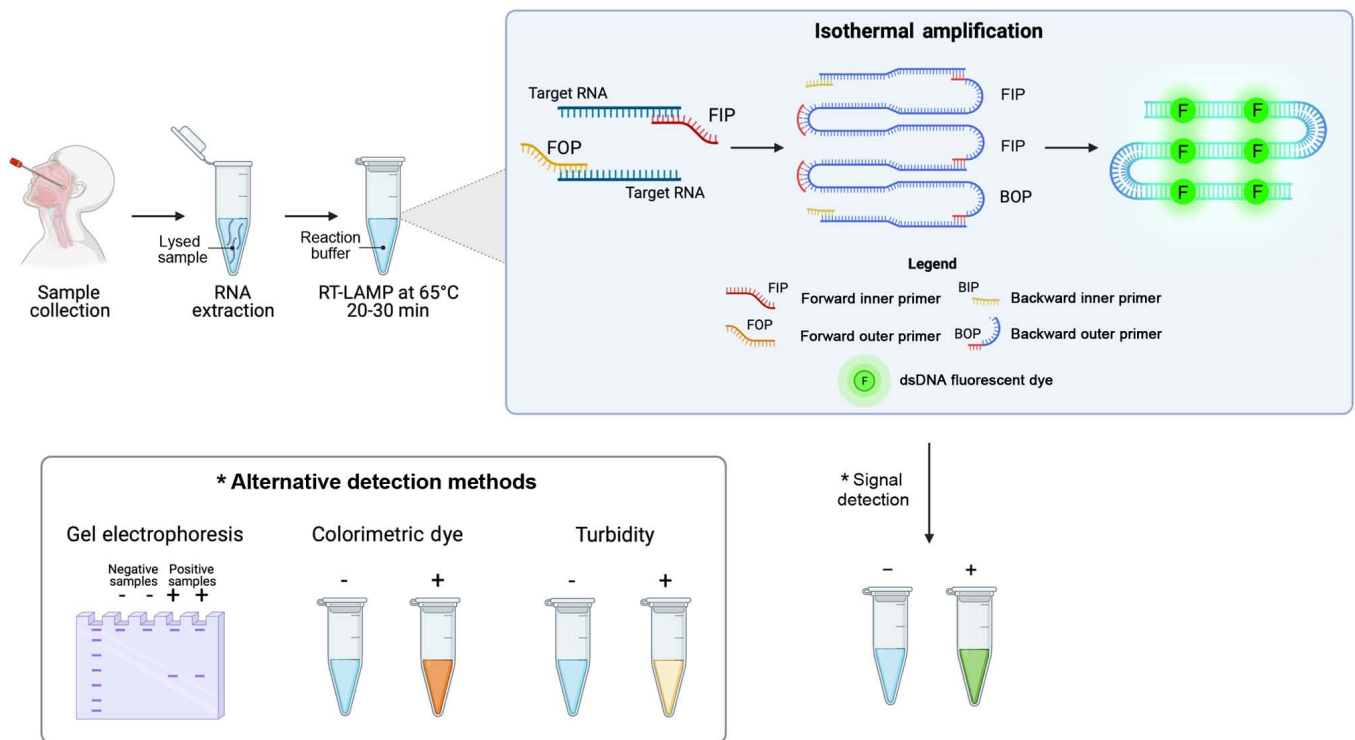 Isothermal amplification
Target RNA
FIP
FOP
Target RNA
FIP
FIP
BOP
F F
F F
F F
Lysed
sample
Reaction
buffer
Sample
collection
RNA
extraction
RT-LAMP at 65°C
20-30 min
Legend
FIP Forward inner primer
BIP Backward inner primer
FOP Forward outer primer
BOP Backward outer primer
F dsDNA fluorescent dye
* Signal
detection
- +
* Alternative detection methods
Gel electrophoresis
Negative
samples
Positive
samples
- - + +
Colorimetric dye
- +
Turbidity
- +